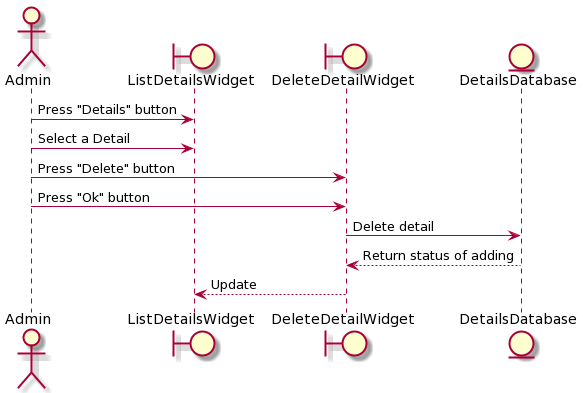 Admin
ListDetailsWidget
DeleteDetailWidget
DetailsDatabase
Press "Details" button
Select a Detail
Press "Delete" button
Press "Ok" button
Delete detail
Return status of adding
Update
Admin
ListDetailsWidget
DeleteDetailWidget
DetailsDatabase